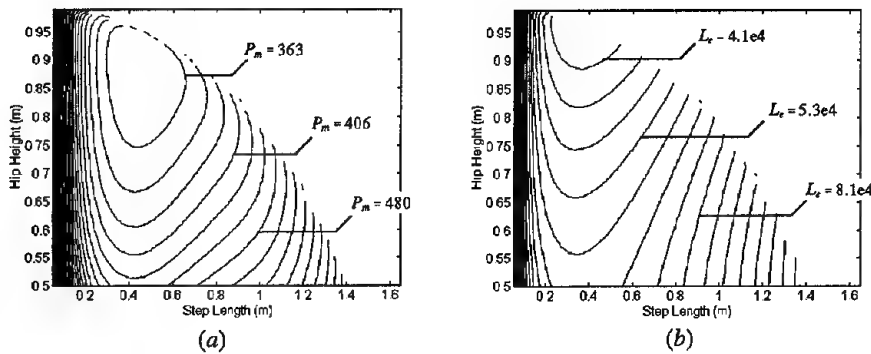 0.95
0.9
0.85
0.8
0.75
0.7
0.65
0.6
0.55
0.5
Hip Height (m)
0.2 0.4 0.6 0.8 1 1.2 1.4 1.6
Step Length (m)
P_m = 363
P_m = 406
P_m = 480
(a)
0.95
0.9
0.85
0.8
0.75
0.7
0.65
0.6
0.55
0.5
Hip Height (m)
0.2 0.4 0.6 0.8 1 1.2 1.4 1.6
Step Length (m)
L_e - 4.1e4
L_e = 5.3e4
L_e = 8.1e4
(b)